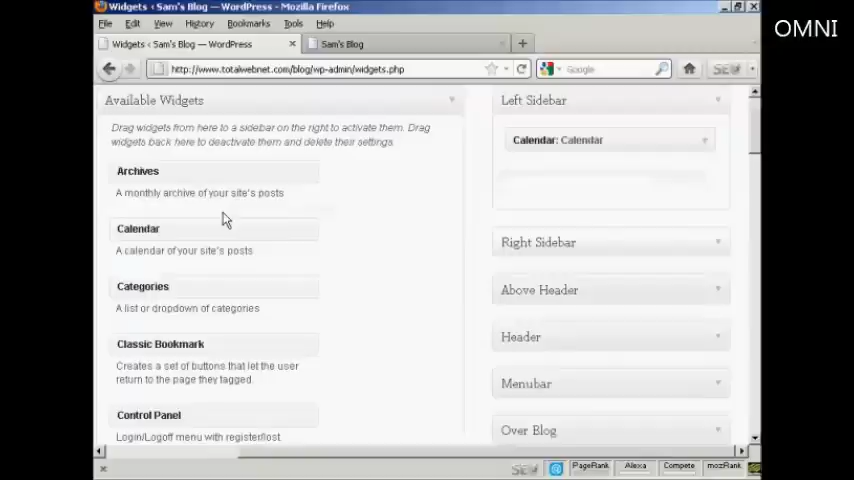 Widgets ‹ Sam's Blog — WordPress - Mozilla Firefox
OMNI
File Edit View History Bookmarks Tools Help
Widgets ‹ Sam's Blog — WordPress
Sam's Blog
http://www.totalwebnet.com/blog/wp-admin/widgets.php
Google
Available Widgets
Drag widgets from here to a sidebar on the right to activate them. Drag
widgets back here to deactivate them and delete their settings.
Archives
A monthly archive of your site's posts
Calendar
A calendar of your site's posts
Categories
A list or dropdown of categories
Classic Bookmark
Creates a set of buttons that let the user
return to the page they tagged.
Control Panel
Login/Logoff menu with register/lost
Left Sidebar
Calendar: Calendar
Right Sidebar
Above Header
Header
Menubar
Over Blog
PageRank Alexa Compete mozRank